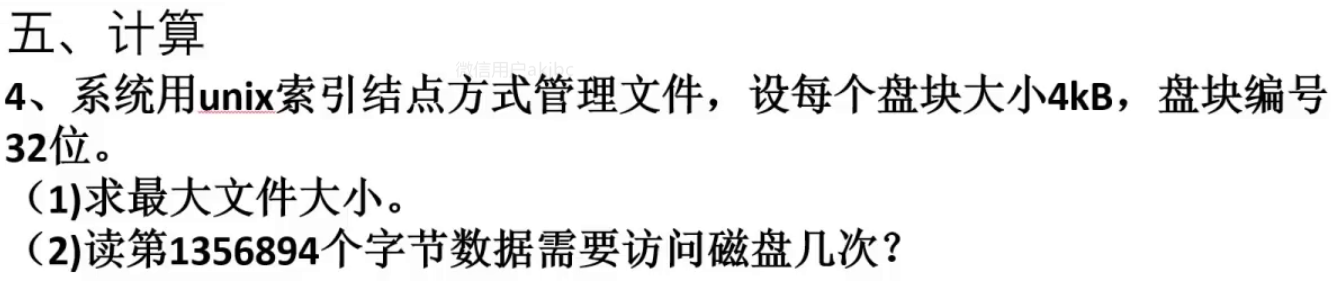 五、计算
微信用户akibc
4、系统用unix索引结点方式管理文件，设每个盘块大小4kB，盘块编号
32位。
（1)求最大文件大小。
（2)读第1356894个字节数据需要访问磁盘几次？